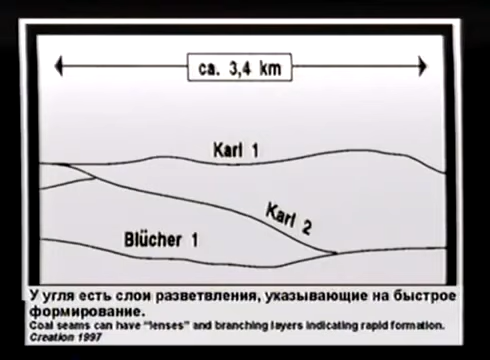 ca. 3,4 km
Karl 1
Karl 2
Blücher 1
У угля есть слои разветвления, указывающие на быстрое
формирование.
Coal seams can have “lenses” and branching layers indicating rapid formation.
Creation 1997